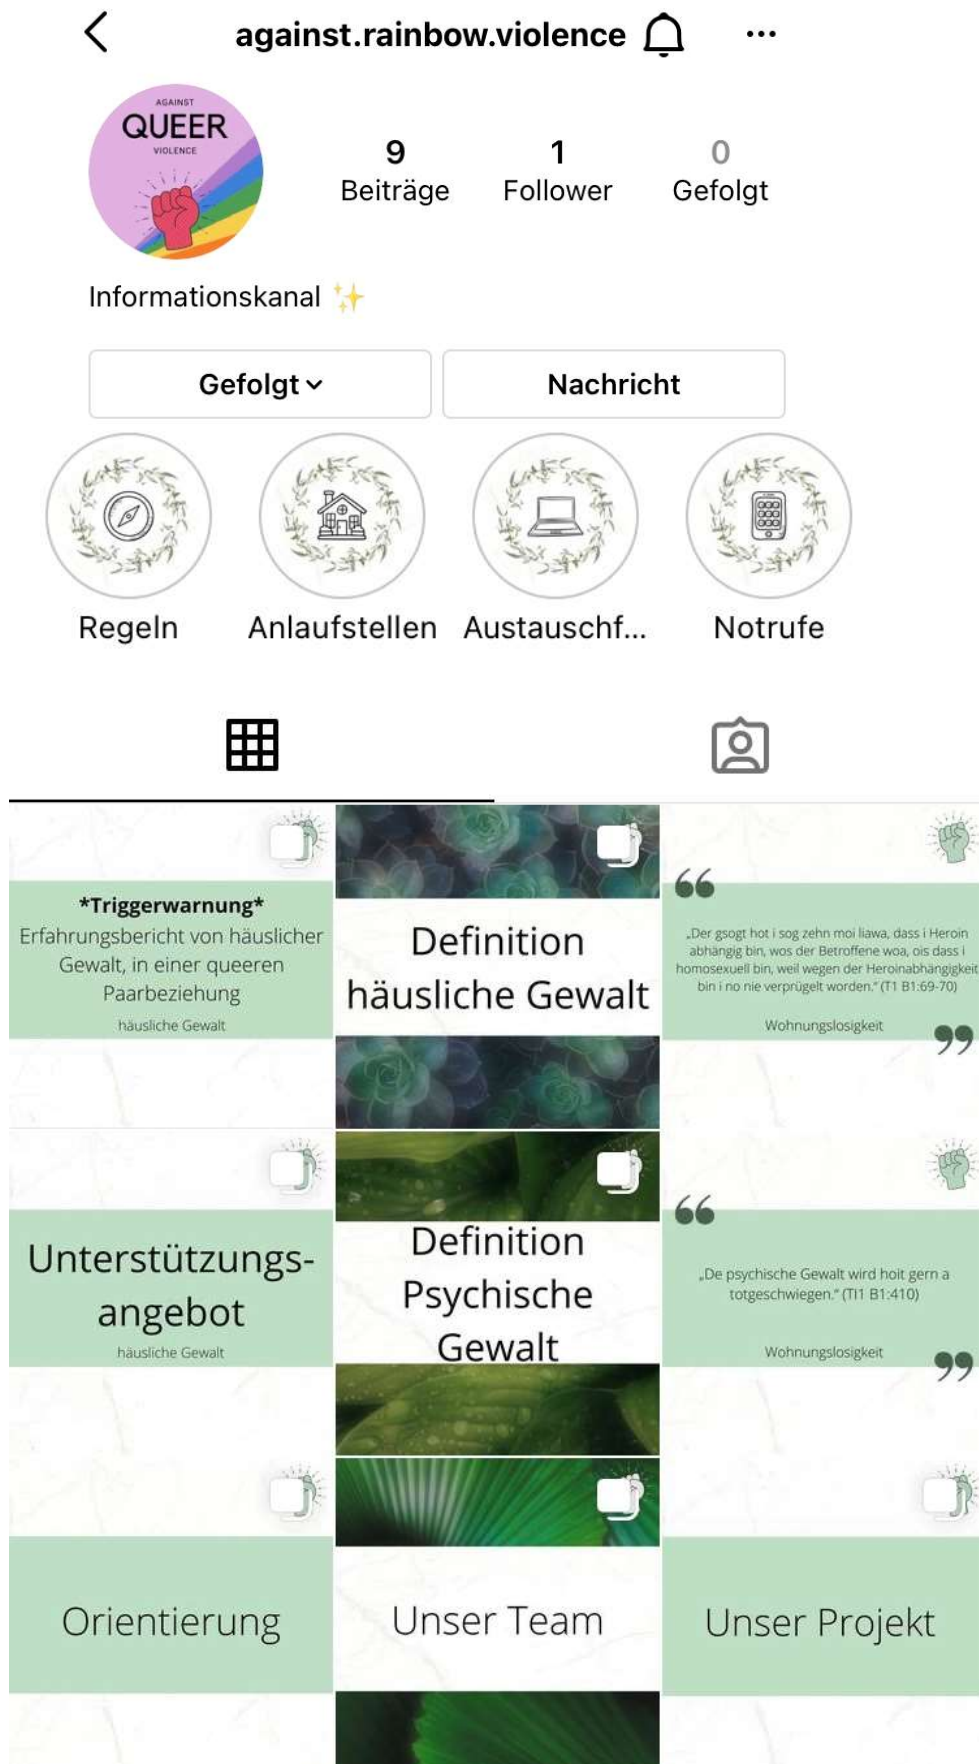 against.rainbow.violence
AGAINST
QUEER
VIOLENCE
9
Beiträge
1
Follower
0
Gefolgt
Informationskanal
Gefolgt
Nachricht
Regeln
Anlaufstellen
Austauschf...
Notrufe
*Triggerwarnung*
Erfahrungsbericht von häuslicher
Gewalt, in einer queeren
Paarbeziehung
häusliche Gewalt
Definition
häusliche Gewalt
“
„Der gsogt hot i sog zehn moi liawa, dass i Heroin
abhängig bin, wos der Betroffene woa, ois dass i
homosexuell bin, weil wegen der Heroinabhängigkeit
bin i no nie verprügelt worden.“ (T1 B1:69-70)
Wohnungslosigkeit
”
Unterstützungs-
angebot
häusliche Gewalt
Definition
Psychische
Gewalt
“
„De psychische Gewalt wird hoit gern a
totgeschwiegen.“ (TI1 B1:410)
Wohnungslosigkeit
”
Orientierung
Unser Team
Unser Projekt